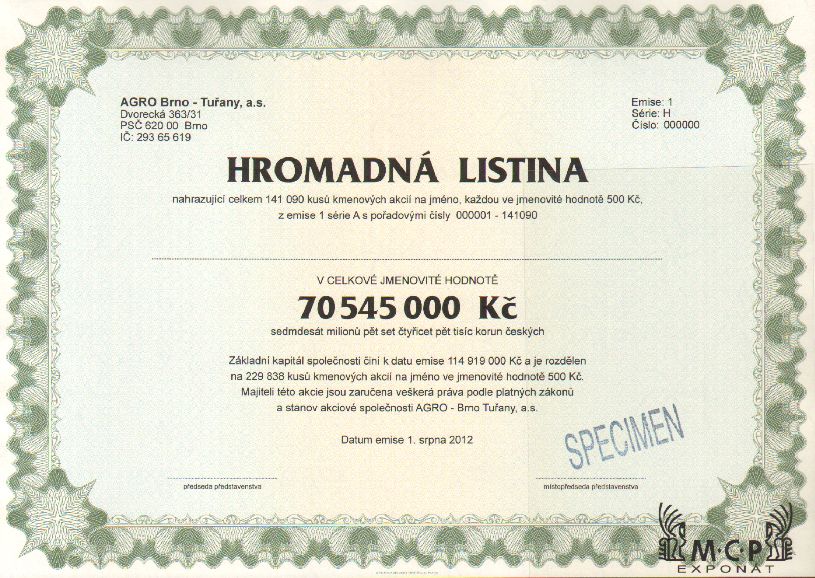 AGRO Brno - Tuřany, a.s.
Dvorecká 363/31
PSČ 620 00 Brno
IČ: 293 65 619
Emise: 1
Série: H
Číslo: 000000
HROMADNÁ LISTINA
nahrazující celkem 141 090 kusů kmenových akcií na jméno, každou ve jmenovité hodnotě 500 Kč,
z emise 1 série A s pořadovými čísly 000001 - 141090
V CELKOVÉ JMENOVITÉ HODNOTĚ
70 545 000 Kč
sedmdesát milionů pět set čtyřicet pět tisíc korun českých
Základní kapitál společnosti činí k datu emise 114 919 000 Kč a je rozdělen
na 229 838 kusů kmenových akcií na jméno ve jmenovité hodnotě 500 Kč.
Majiteli této akcie jsou zaručena veškerá práva podle platných zákonů
a stanov akciové společnosti AGRO - Brno Tuřany, a.s.
Datum emise 1. srpna 2012
SPECIMEN
předseda představenstva
místopředseda představenstva
M·C·P
EXPONÁT